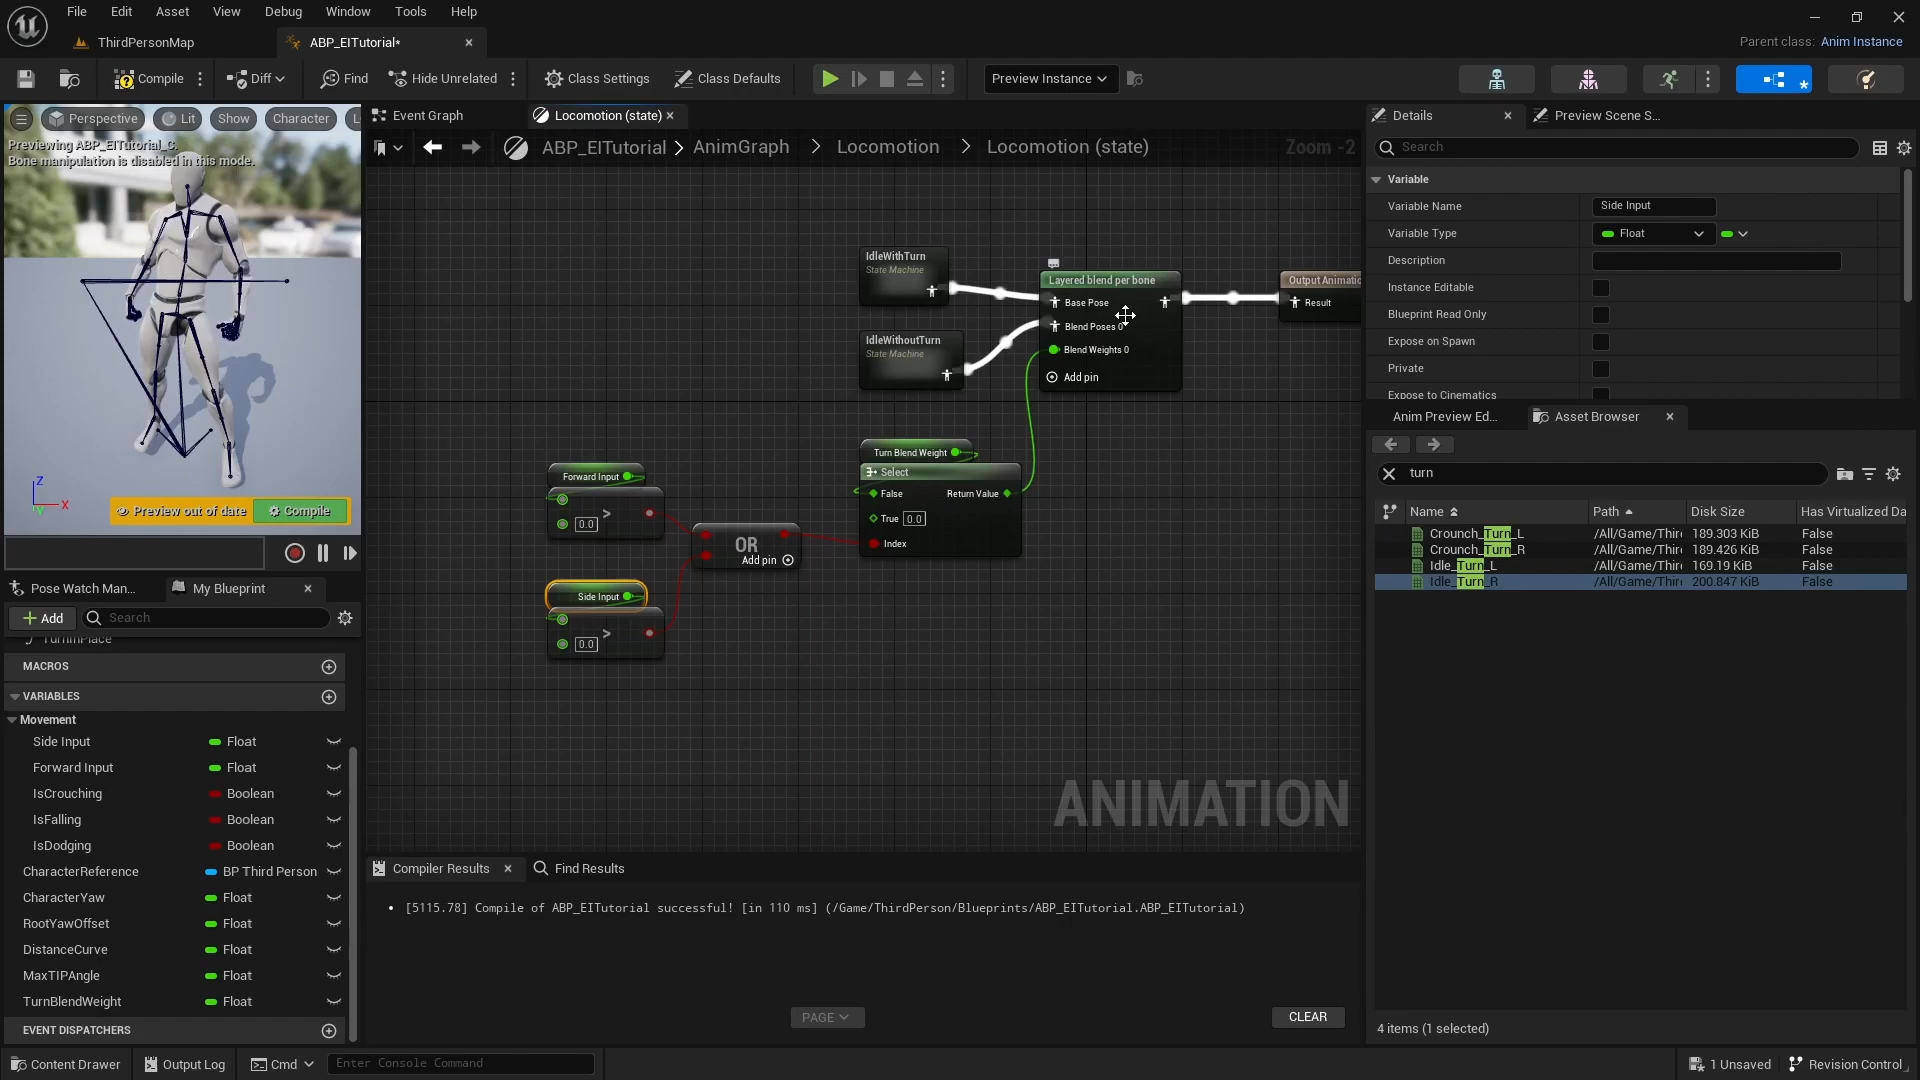 File Edit Asset View Debug Window Tools Help
ThirdPersonMap
ABP_EITutorial*
Parent class: Anim Instance
Compile
Diff
Find
Hide Unrelated
Class Settings
Class Defaults
Preview Instance
Perspective
Lit
Show
Character
Previewing ABP_EITutorial_C.
Bone manipulation is disabled in this mode.
Z
X
Preview out of date
Compile
Event Graph
Locomotion (state)
ABP_EITutorial > AnimGraph > Locomotion > Locomotion (state)
Zoom -2
IdleWithTurn
State Machine
IdleWithoutTurn
State Machine
Layered blend per bone
Base Pose
Blend Poses 0
Blend Weights 0
Add pin
Output Animatio
Result
Turn Blend Weight
Select
False
Return Value
True 0.0
Index
Forward Input
>
0.0
OR
Add pin
Side Input
>
0.0
ANIMATION
Pose Watch Man...
My Blueprint
Add
Search
TurnInPlace
MACROS
VARIABLES
Movement
Side Input Float
Forward Input Float
IsCrouching Boolean
IsFalling Boolean
IsDodging Boolean
CharacterReference BP Third Person
CharacterYaw Float
RootYawOffset Float
DistanceCurve Float
MaxTIPAngle Float
TurnBlendWeight Float
EVENT DISPATCHERS
Compiler Results
Find Results
[5115.78] Compile of ABP_EITutorial successful! [in 110 ms] (/Game/ThirdPerson/Blueprints/ABP_EITutorial.ABP_EITutorial)
PAGE
CLEAR
Details
Preview Scene S...
Search
Variable
Variable Name Side Input
Variable Type Float
Description
Instance Editable
Blueprint Read Only
Expose on Spawn
Private
Expose to Cinematics
Anim Preview Ed...
Asset Browser
turn
Name Path Disk Size Has Virtualized Da
Crounch_Turn_L /All/Game/Thir 189.303 KiB False
Crounch_Turn_R /All/Game/Thir 189.426 KiB False
Idle_Turn_L /All/Game/Thir 169.19 KiB False
Idle_Turn_R /All/Game/Thir 200.847 KiB False
4 items (1 selected)
Content Drawer
Output Log
Cmd
Enter Console Command
1 Unsaved
Revision Control